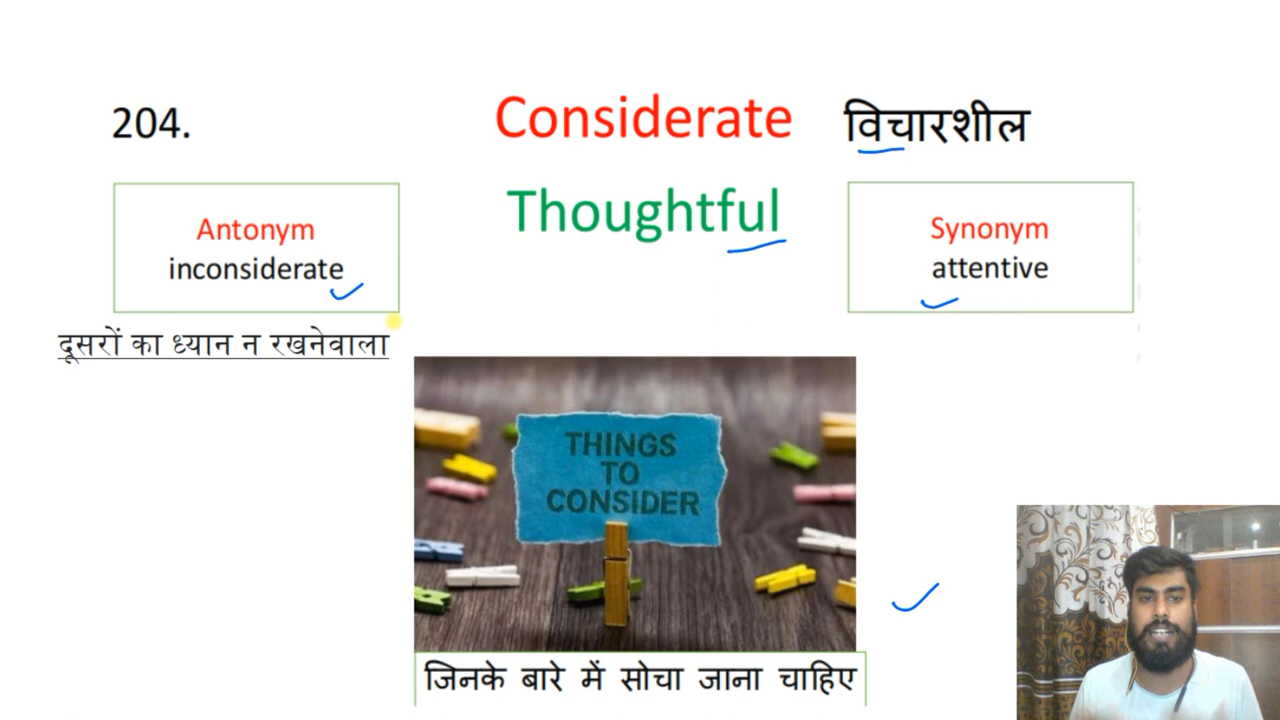 204.
Considerate विचारशील
Thoughtful
Antonym
inconsiderate
Synonym
attentive
दूसरों का ध्यान न रखनेवाला
THINGS
TO
CONSIDER
जिनके बारे में सोचा जाना चाहिए